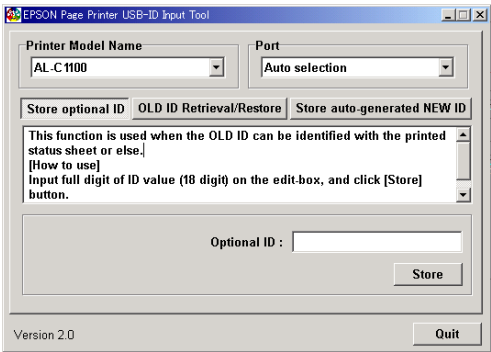 EPSON Page Printer USB-ID Input Tool
Printer Model Name
Port
AL-C1100
Auto selection
Store optional ID
OLD ID Retrieval/Restore
Store auto-generated NEW ID
This function is used when the OLD ID can be identified with the printed
status sheet or else.
[How to use]
Input full digit of ID value (18 digit) on the edit-box, and click [Store]
button.
Optional ID :
Store
Version 2.0
Quit